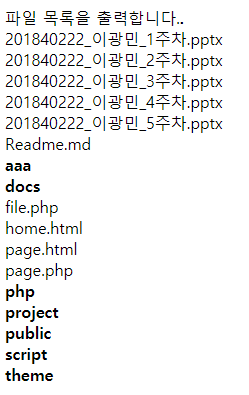 파일 목록을 출력합니다..
201840222_이광민_1주차.pptx
201840222_이광민_2주차.pptx
201840222_이광민_3주차.pptx
201840222_이광민_4주차.pptx
201840222_이광민_5주차.pptx
Readme.md
aaa
docs
file.php
home.html
page.html
page.php
php
project
public
script
theme